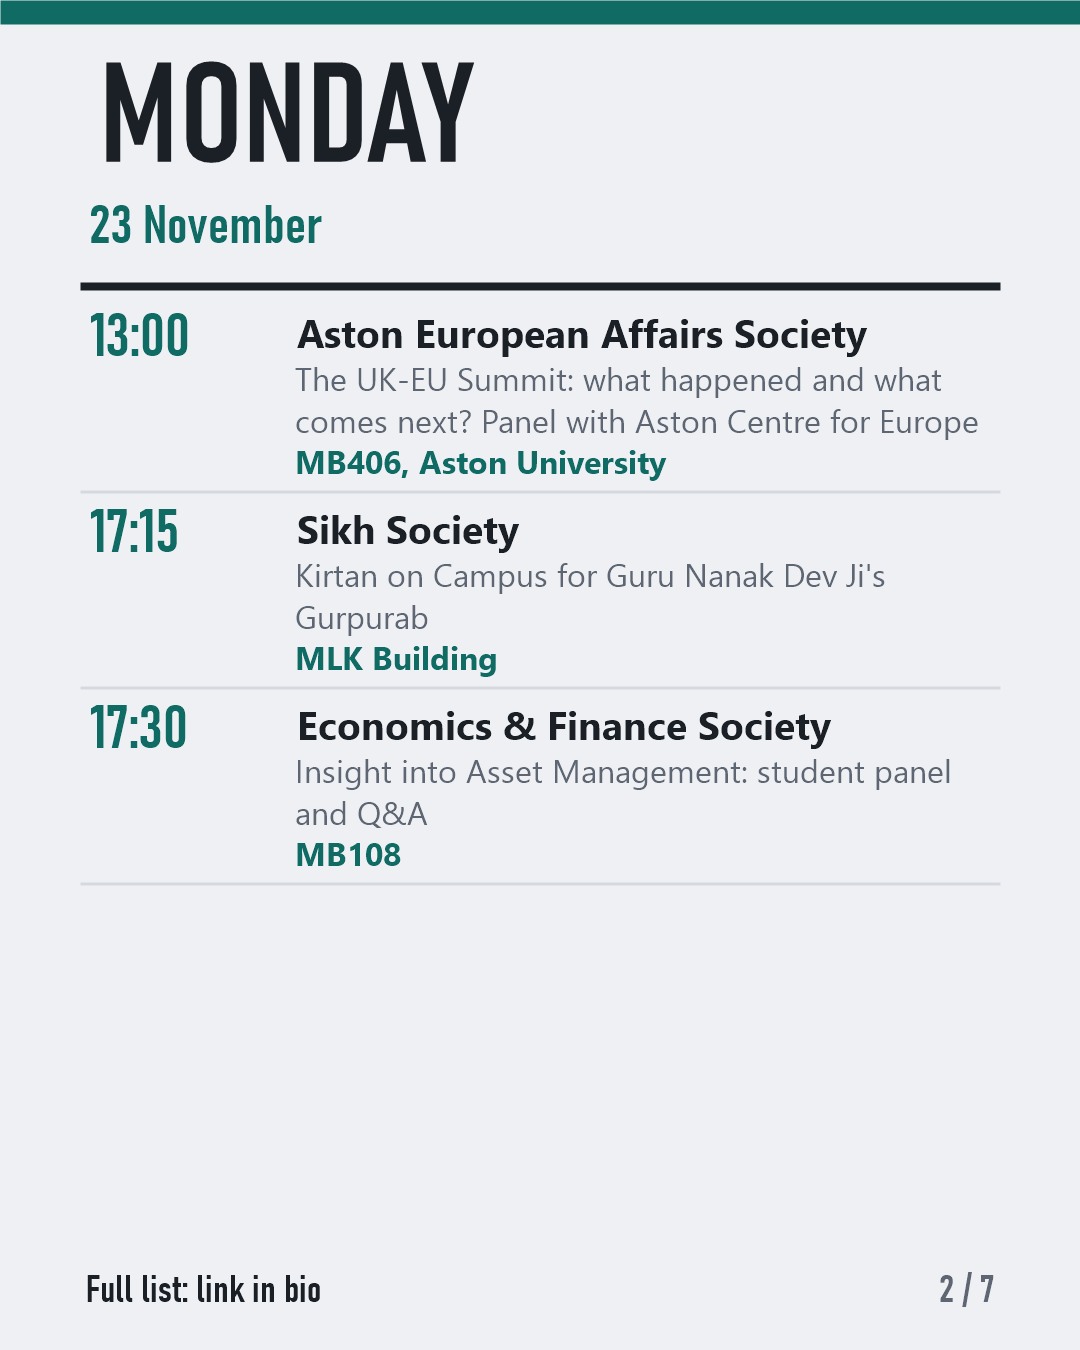 MONDAY
23 November
13:00
Aston European Affairs Society
The UK-EU Summit: what happened and what
comes next? Panel with Aston Centre for Europe
MB406, Aston University
17:15
Sikh Society
Kirtan on Campus for Guru Nanak Dev Ji's
Gurpurab
MLK Building
17:30
Economics & Finance Society
Insight into Asset Management: student panel
and Q&A
MB108
Full list: link in bio
2 / 7